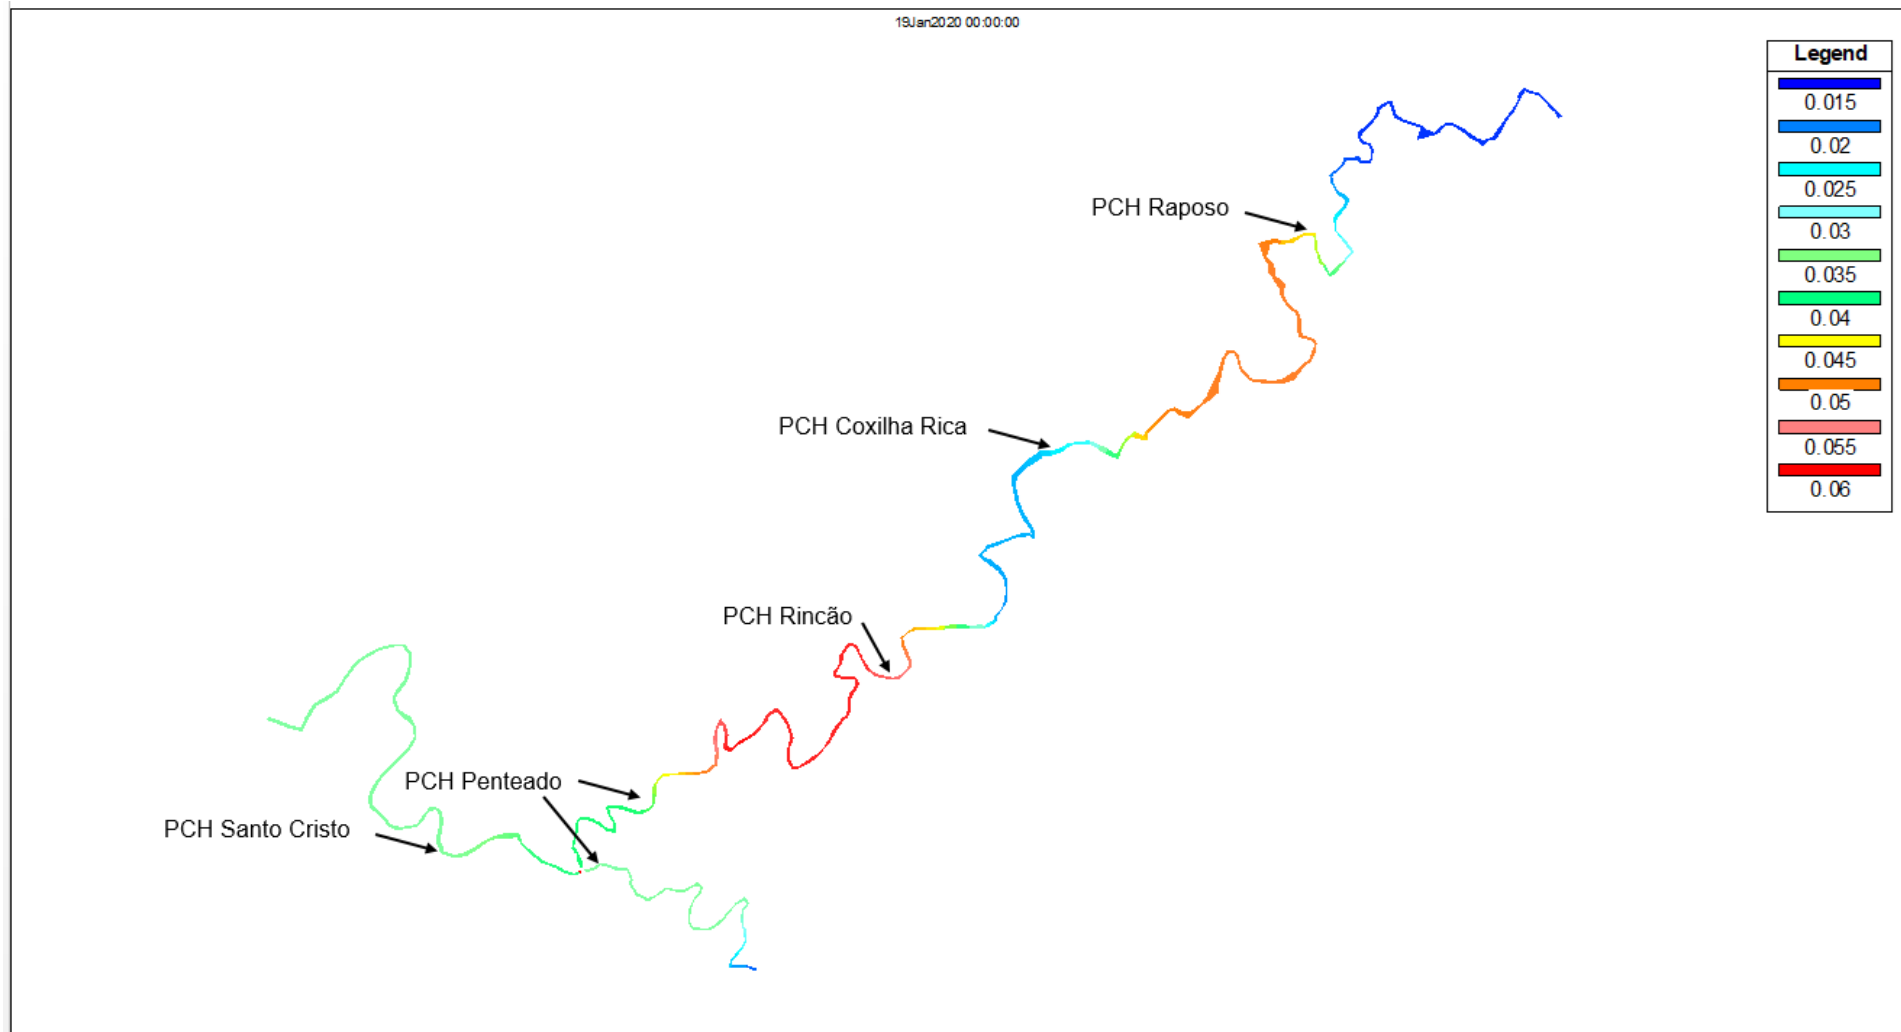 19Jan2020 00:00:00
Legend
0.015
0.02
0.025
0.03
0.035
0.04
0.045
0.05
0.055
0.06
PCH Raposo
PCH Coxilha Rica
PCH Rincão
PCH Penteado
PCH Santo Cristo